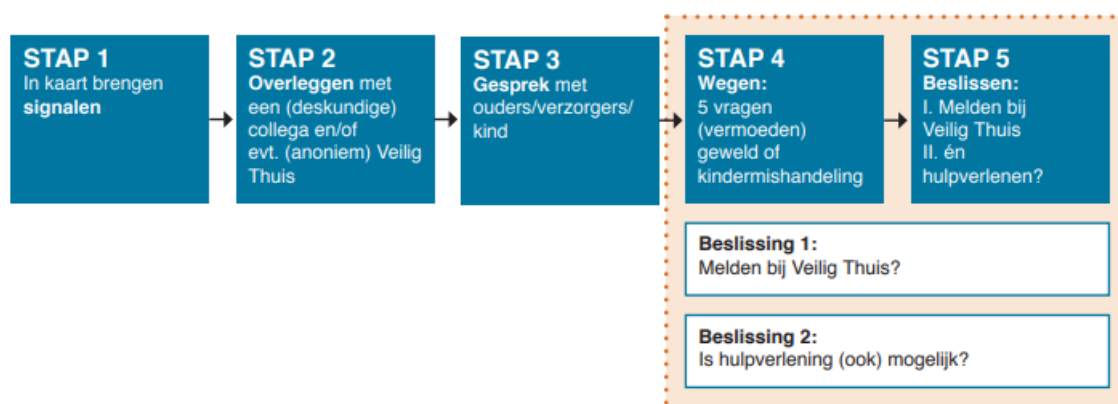 STAP 1
In kaart brengen
signalen
STAP 2
Overleggen met
een (deskundige)
collega en/of
evt. (anoniem) Veilig
Thuis
STAP 3
Gesprek met
ouders/verzorgers/
kind
STAP 4
Wegen:
5 vragen
(vermoeden)
geweld of
kindermishandeling
STAP 5
Beslissen:
I. Melden bij
Veilig Thuis
II. én
hulpverlenen?
Beslissing 1:
Melden bij Veilig Thuis?
Beslissing 2:
Is hulpverlening (ook) mogelijk?